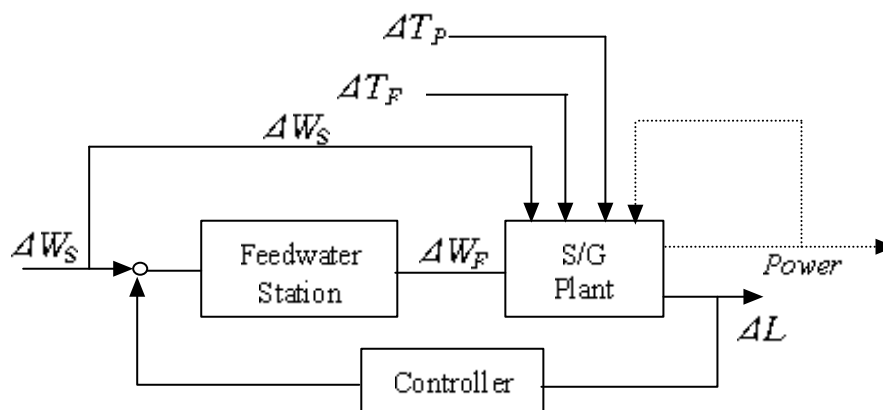 ΔT_P
ΔT_F
ΔW_S
ΔW_S
Feedwater
Station
ΔW_F
S/G
Plant
Power
ΔL
Controller